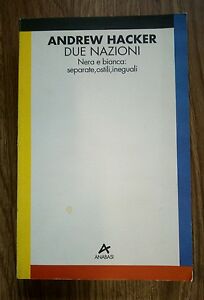 ANDREW HACKER
DUE NAZIONI
Nera e bianca:
separate,ostili,ineguali
ANABASI